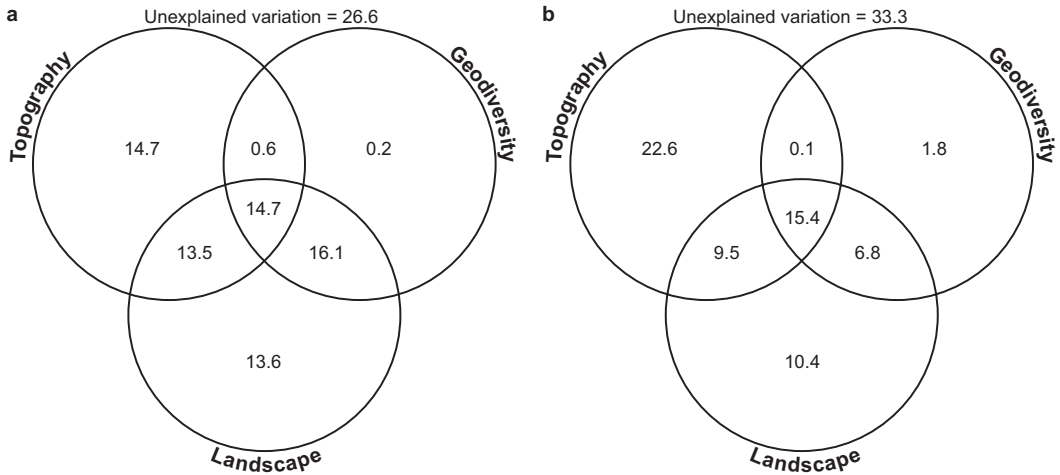 a
Unexplained variation = 26.6
Topography
Geodiversity
14.7
0.6
0.2
14.7
13.5
16.1
13.6
Landscape
b
Unexplained variation = 33.3
Topography
Geodiversity
22.6
0.1
1.8
15.4
9.5
6.8
10.4
Landscape